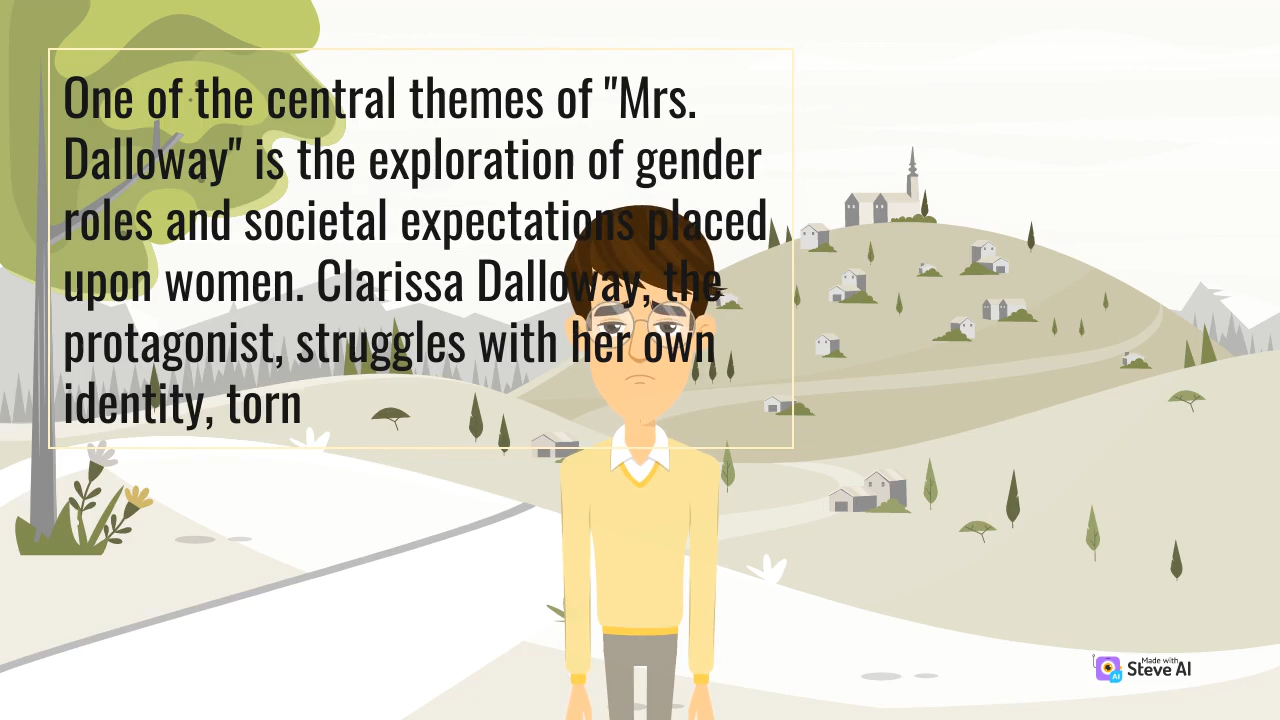 One of the central themes of "Mrs.
Dalloway" is the exploration of gender
roles and societal expectations placed
upon women. Clarissa Dalloway, the
protagonist, struggles with her own
identity, torn
Made with
Steve AI
AI